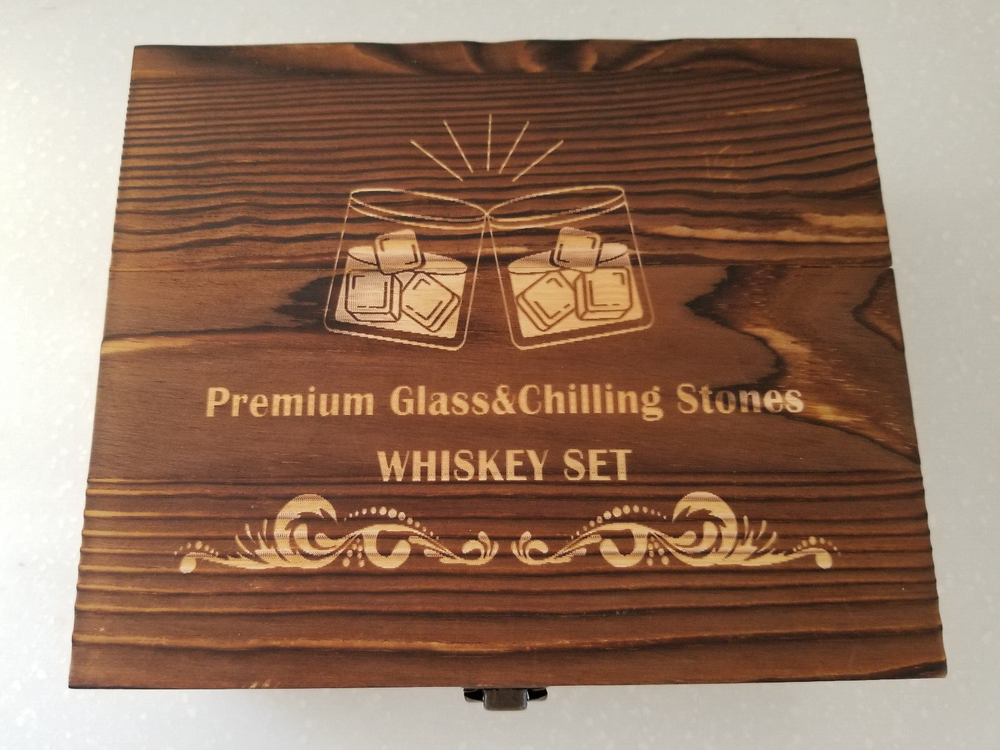 Premium Glass&Chilling Stones
WHISKEY SET